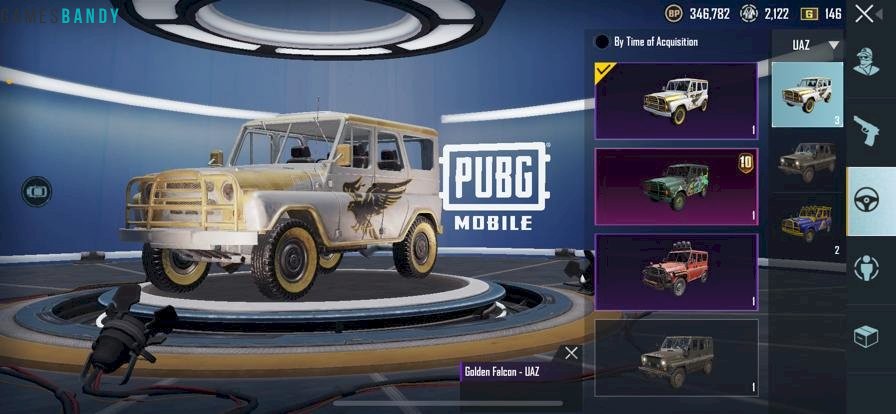 BANDY
BP 346,782
2,122
G 146
By Time of Acquisition
UAZ
1
3
10
1
1
2
1
PUBG
MOBILE
Golden Falcon - UAZ